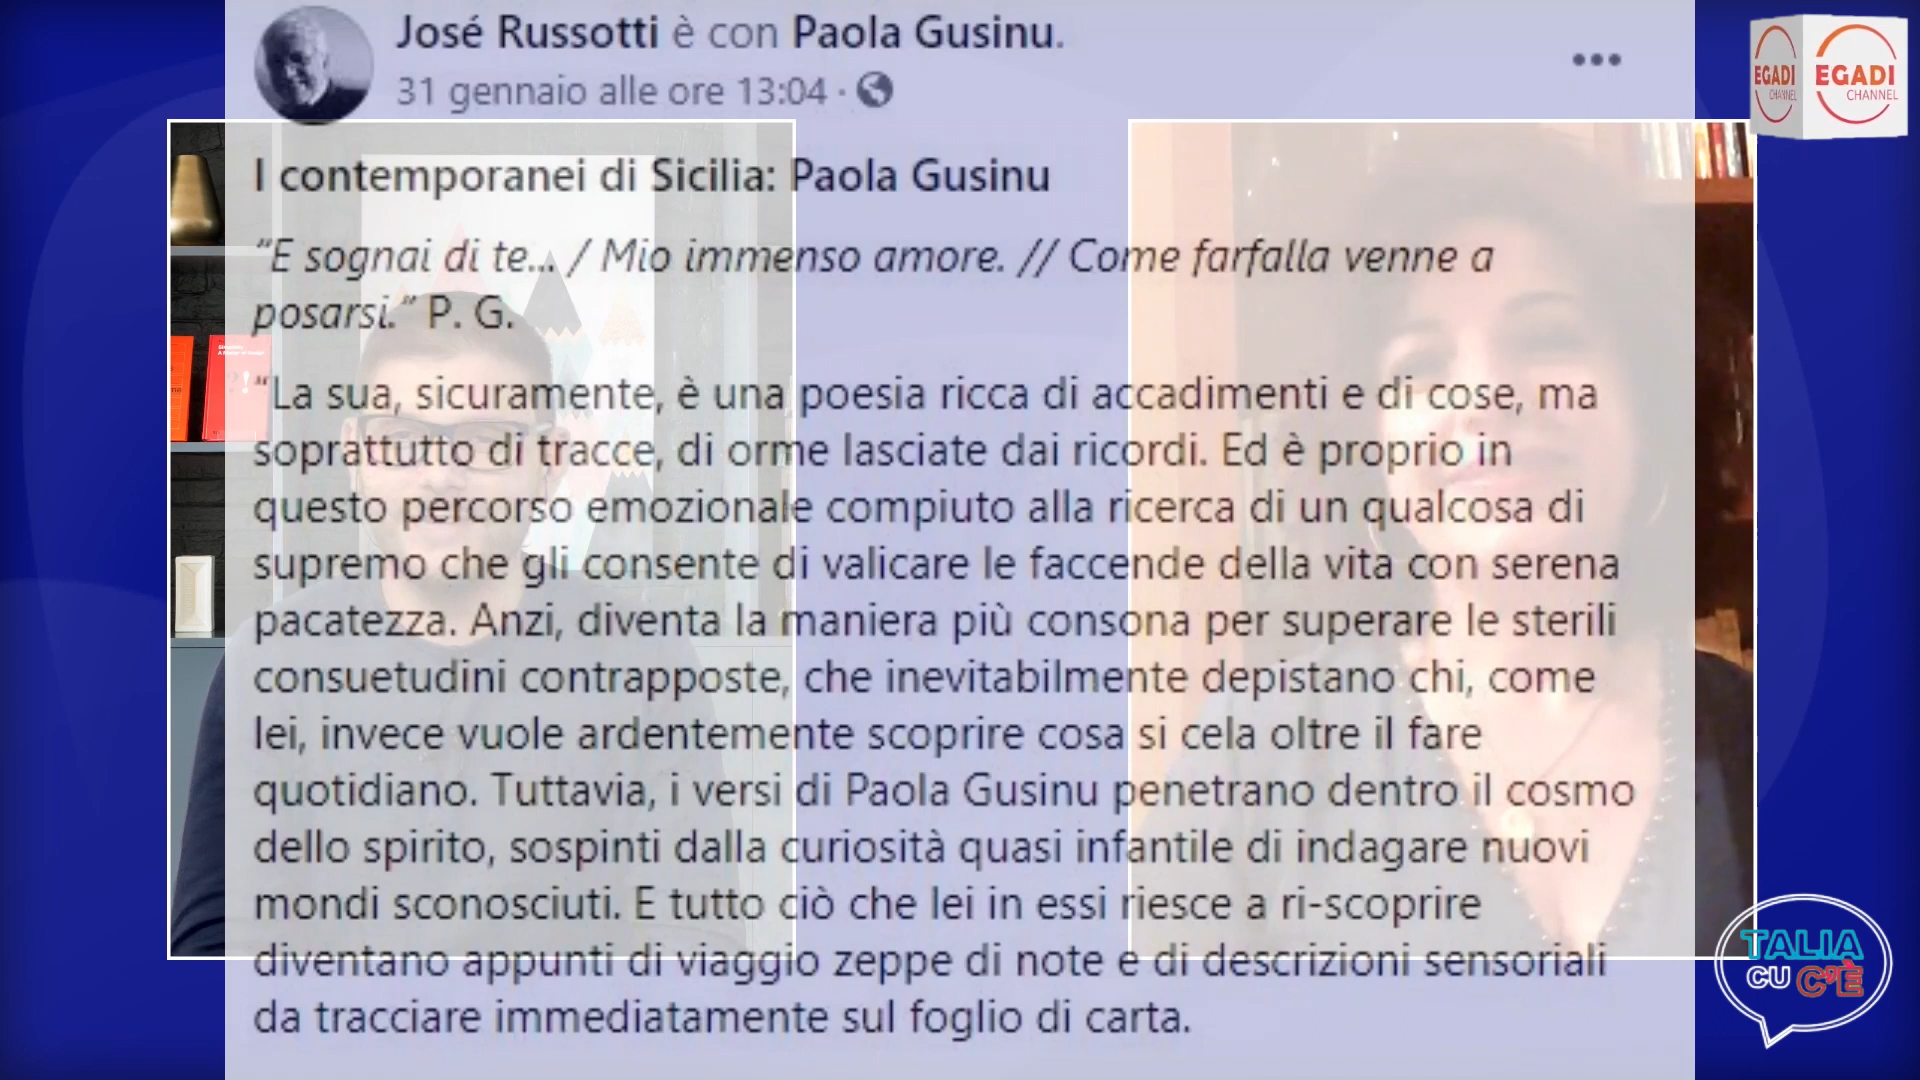 José Russotti è con Paola Gusinu.
31 gennaio alle ore 13:04 ·
EGADI
CHANNEL
EGADI
CHANNEL
I contemporanei di Sicilia: Paola Gusinu
“E sognai di te... / Mio immenso amore. // Come farfalla venne a
posarsi.” P. G.
“La sua, sicuramente, è una poesia ricca di accadimenti e di cose, ma
soprattutto di tracce, di orme lasciate dai ricordi. Ed è proprio in
questo percorso emozionale compiuto alla ricerca di un qualcosa di
supremo che gli consente di valicare le faccende della vita con serena
pacatezza. Anzi, diventa la maniera più consona per superare le sterili
consuetudini contrapposte, che inevitabilmente depistano chi, come
lei, invece vuole ardentemente scoprire cosa si cela oltre il fare
quotidiano. Tuttavia, i versi di Paola Gusinu penetrano dentro il cosmo
dello spirito, sospinti dalla curiosità quasi infantile di indagare nuovi
mondi sconosciuti. E tutto ciò che lei in essi riesce a ri-scoprire
diventano appunti di viaggio zeppe di note e di descrizioni sensoriali
da tracciare immediatamente sul foglio di carta.
TALIA
CU C'È